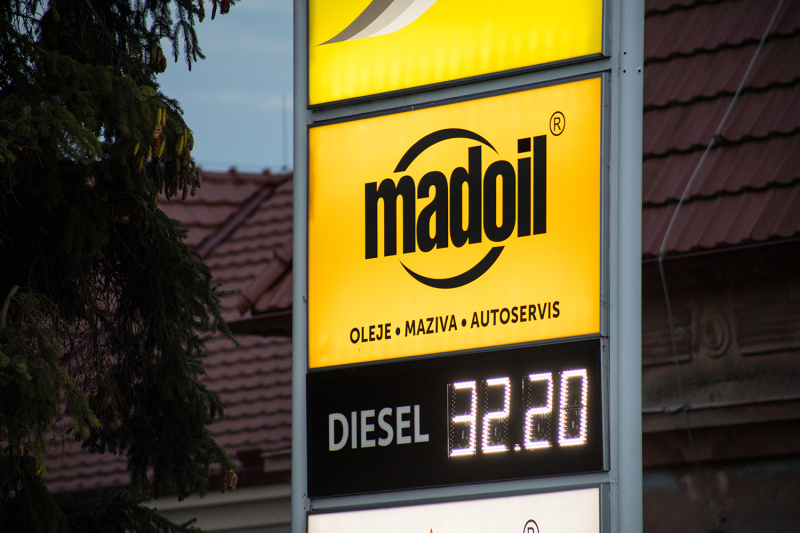 madoil®
OLEJE • MAZIVA • AUTOSERVIS
DIESEL 32.20
®